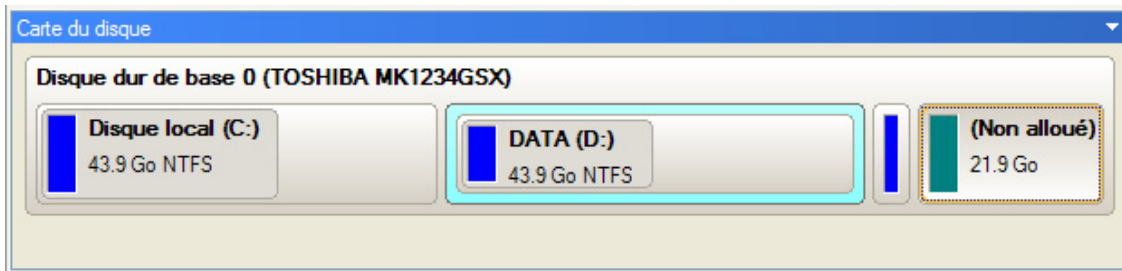 Carte du disque
Disque dur de base 0 (TOSHIBA MK1234GSX)
Disque local (C:)
43.9 Go NTFS
DATA (D:)
43.9 Go NTFS
(Non alloué)
21.9 Go